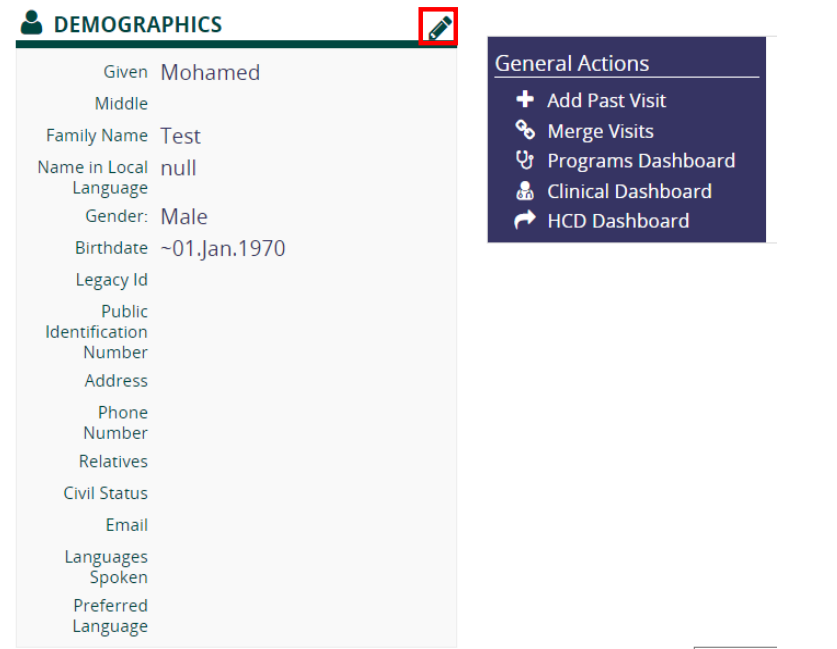 DEMOGRAPHICS
Given Mohamed
Middle
Family Name Test
Name in Local null
Language
Gender: Male
Birthdate ~01.Jan.1970
Legacy Id
Public
Identification
Number
Address
Phone
Number
Relatives
Civil Status
Email
Languages
Spoken
Preferred
Language
General Actions
Add Past Visit
Merge Visits
Programs Dashboard
Clinical Dashboard
HCD Dashboard